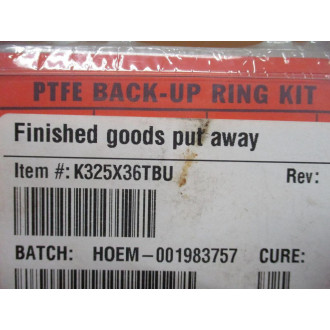 PTFE BACK-UP RING KIT
Finished goods put away
Item #: K325X36TBU Rev:
BATCH: HOEM-001983757 CURE: